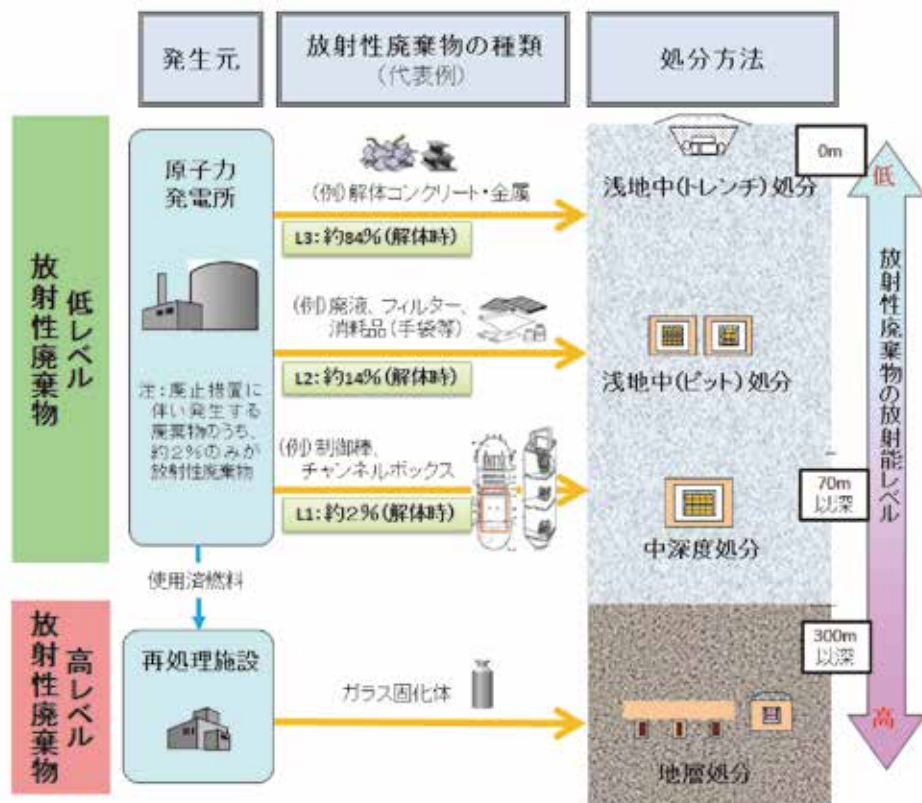 発生元
放射性廃棄物の種類
(代表例)
処分方法
低レベル
放射性廃棄物
原子力
発電所
注:廃止措置に
伴い発生する
廃棄物のうち、
約2%のみが
放射性廃棄物
(例)解体コンクリート・金属
L3:約84%(解体時)
(例)廃液、フィルター、
消耗品(手袋等)
L2:約14%(解体時)
(例)制御棒、
チャンネルボックス
L1:約2%(解体時)
浅地中(トレンチ)処分
浅地中(ピット)処分
中深度処分
0m
70m
以深
低
放射性廃棄物の放射能レベル
使用済燃料
高レベル
放射性廃棄物
再処理施設
ガラス固化体
地層処分
300m
以深
高